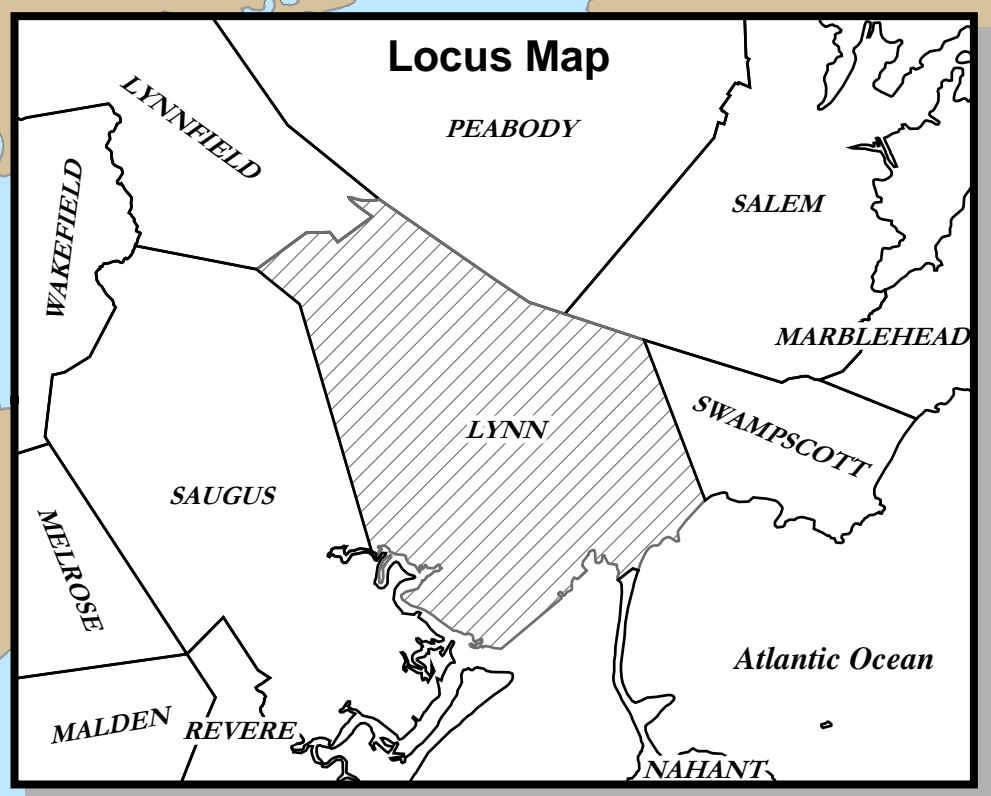 Locus Map
LYNNFIELD
PEABODY
WAKEFIELD
SALEM
MARBLEHEAD
SWAMPSCOTT
LYNN
SAUGUS
MELROSE
Atlantic Ocean
MALDEN
REVERE
NAHANT